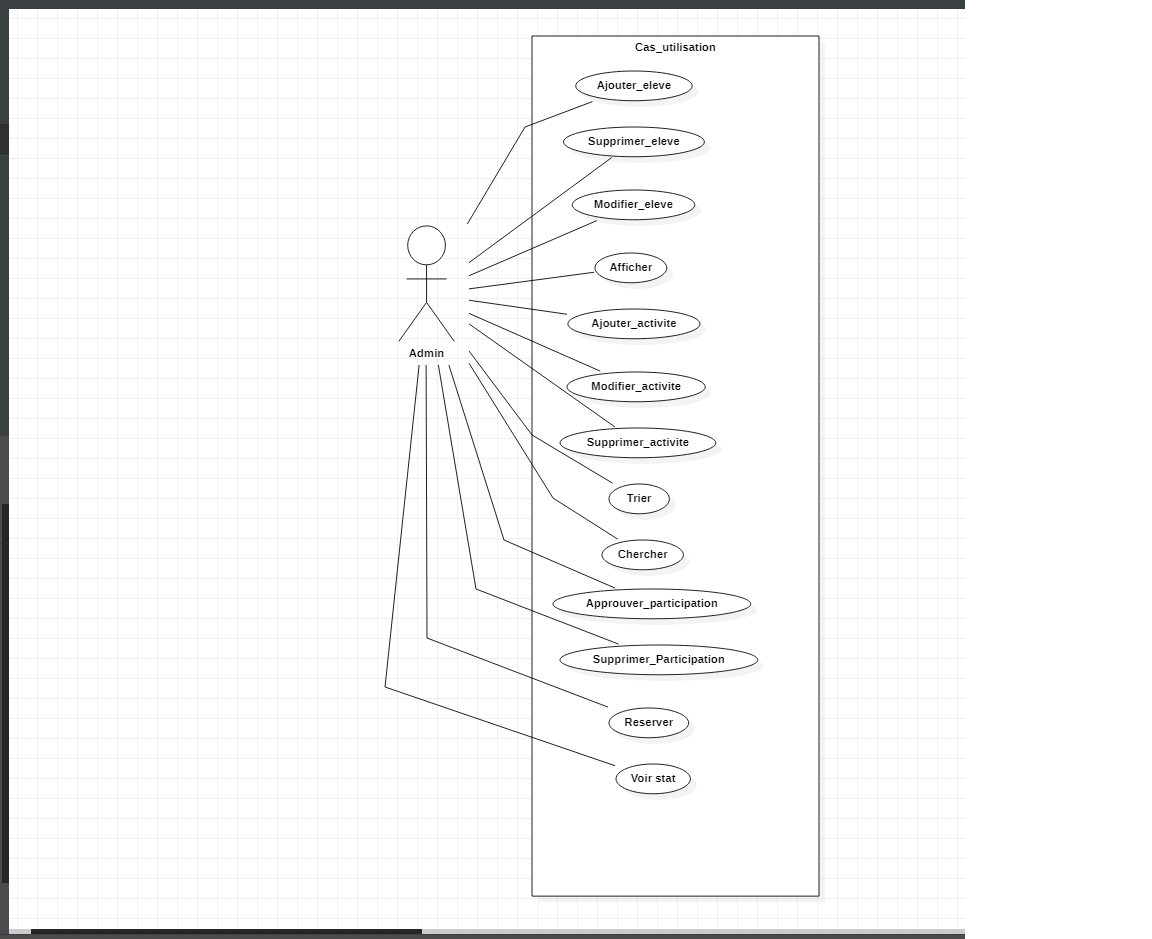 Cas_utilisation
Ajouter_eleve
Supprimer_eleve
Modifier_eleve
Afficher
Ajouter_activite
Admin
Modifier_activite
Supprimer_activite
Trier
Chercher
Approuver_participation
Supprimer_Participation
Reserver
Voir stat